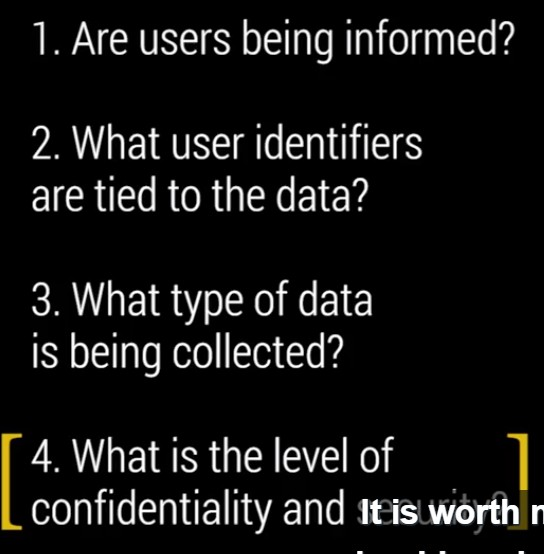 1. Are users being informed?
2. What user identifiers
are tied to the data?
3. What type of data
is being collected?
4. What is the level of
confidentiality and security?
It is worth